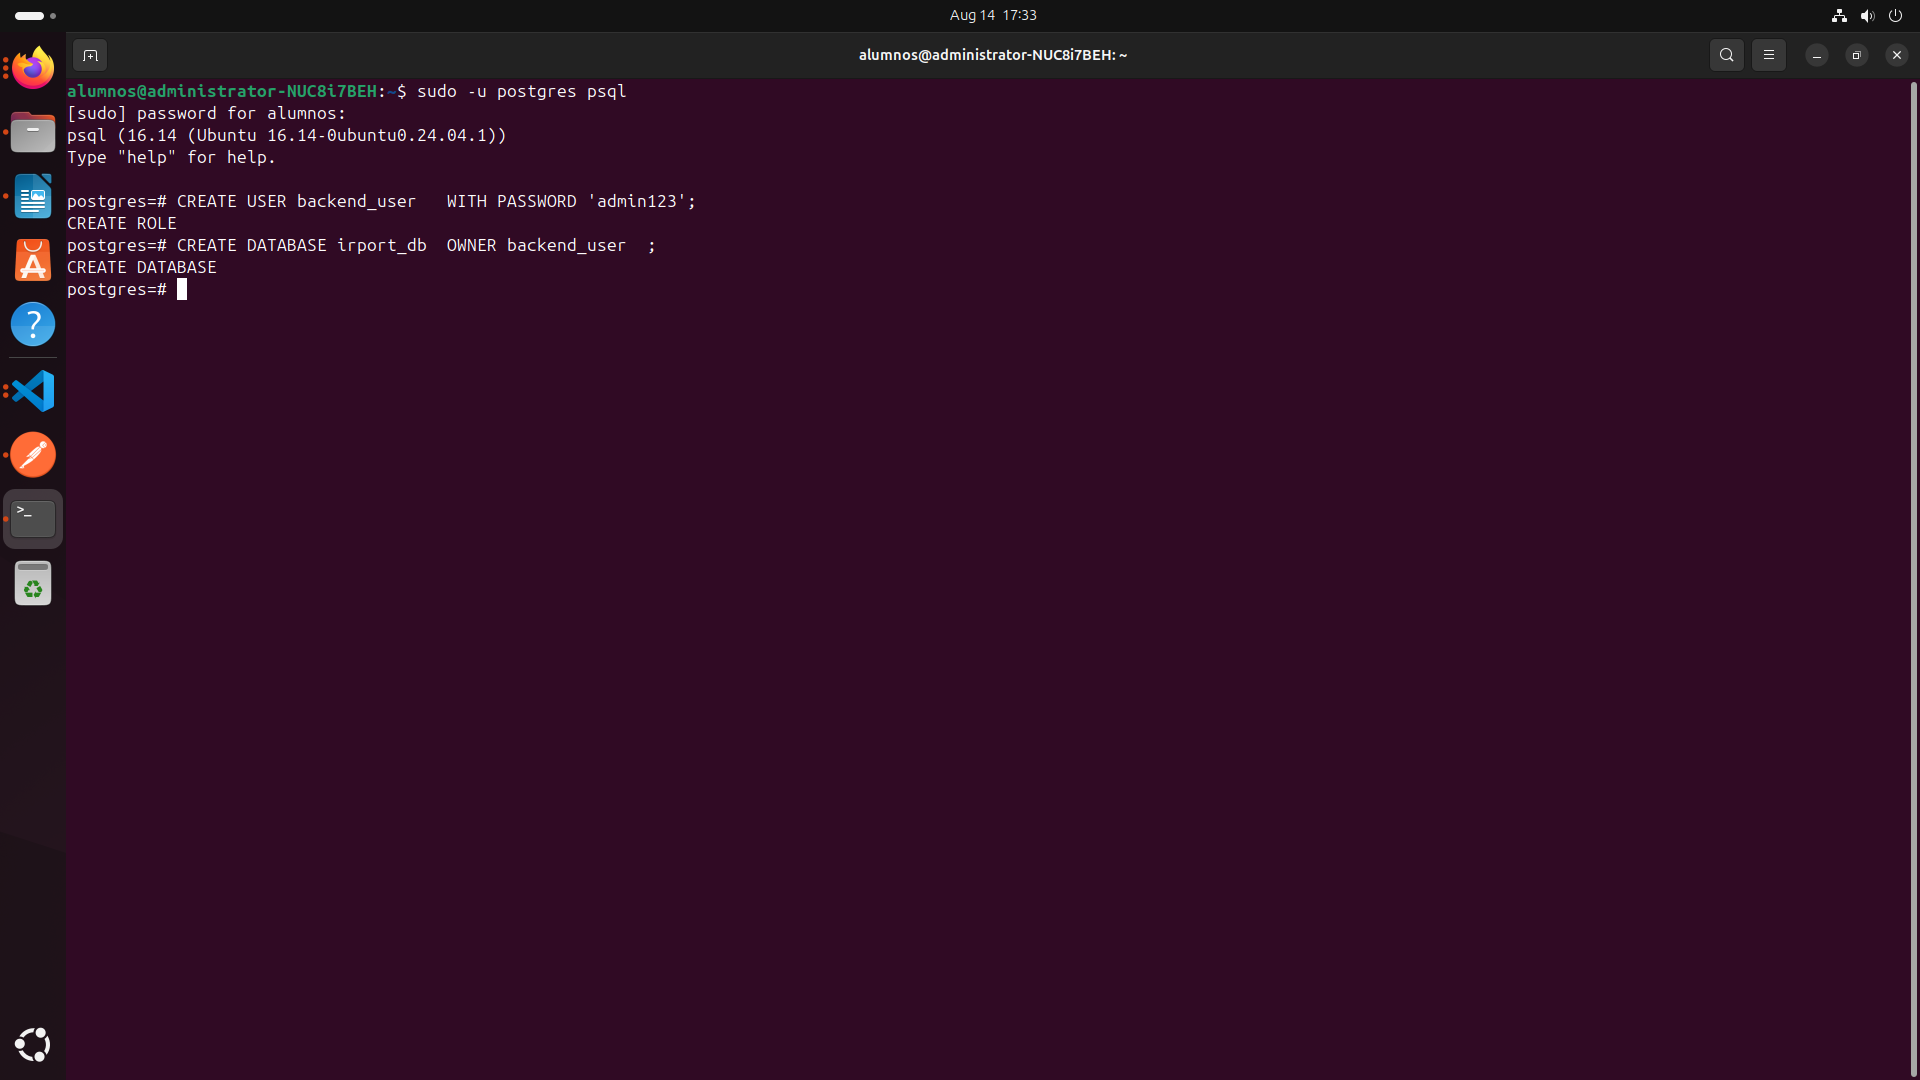 Aug 14 17:33
alumnos@administrator-NUC8i7BEH: ~
alumnos@administrator-NUC8i7BEH:~$ sudo -u postgres psql
[sudo] password for alumnos:
psql (16.14 (Ubuntu 16.14-0ubuntu0.24.04.1))
Type "help" for help.
postgres=# CREATE USER backend_user   WITH PASSWORD 'admin123';
CREATE ROLE
postgres=# CREATE DATABASE irport_db  OWNER backend_user  ;
CREATE DATABASE
postgres=#